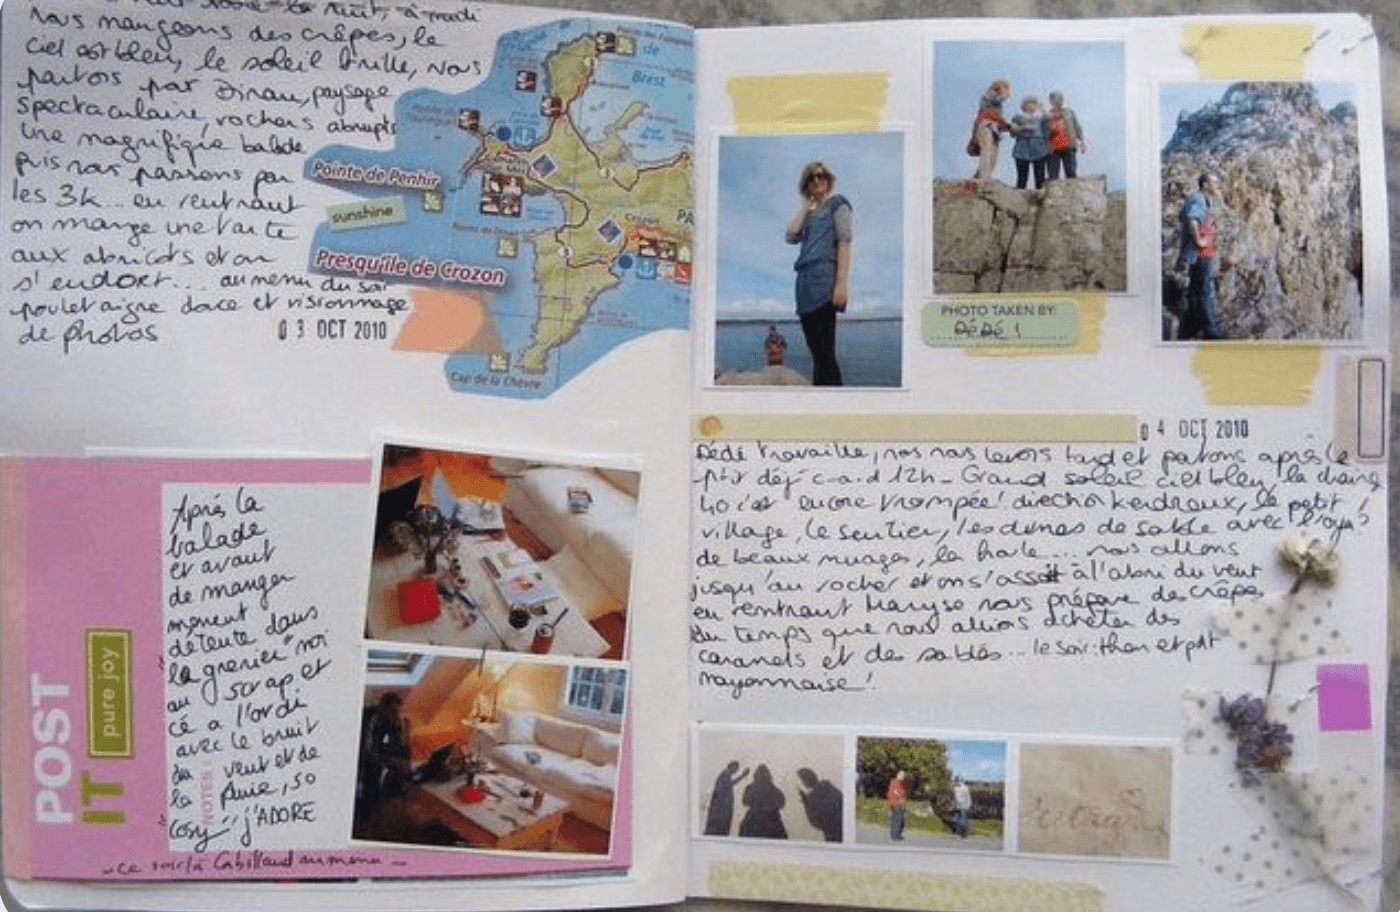 la nuit, à midi
Nous mangeons des crêpes, le
ciel est bleu, le soleil brille, nous
partons par Dinan, paysage
spectaculaire, rochers abrupts
une magnifique balade
puis nous passons par
les 3k... en rentrant
on mange une tarte
aux abricots et on
s'endort... au menu du soir
poulet aigre doux et visionnage
de photos
03 OCT 2010
de
Brest
Pointe de Penhir
sunshine
Presqu'île de Crozon
Cap de la Chèvre
POST
IT
pure joy
NOTES
Après la
balade
et avant
de manger
moment
détente dans
le grenier "moi
au scrap et
cé à l'ordi
avec le bruit
du vent et de
la pluie, so
"cosy" j'ADORE
- ce soir là Cabillaud au menu -
PHOTO TAKEN BY:
DéDé !
04 OCT 2010
Dédé travaille, nous nous levons tard et partons après le
p'tit déj c-a-d 12h - Grand soleil ciel bleu, la
c'est encore trompée! direction Kerdreux, le petit
village, le sentier, les dunes de sable avec
de beaux nuages, la houle... nous allons
jusqu'au rocher et on s'assoit à l'abri du vent
en rentrant Maryse nous prépare des crêpes
du temps que nous allions acheter des
caramels et des sablés... le soir: thon et
mayonnaise!